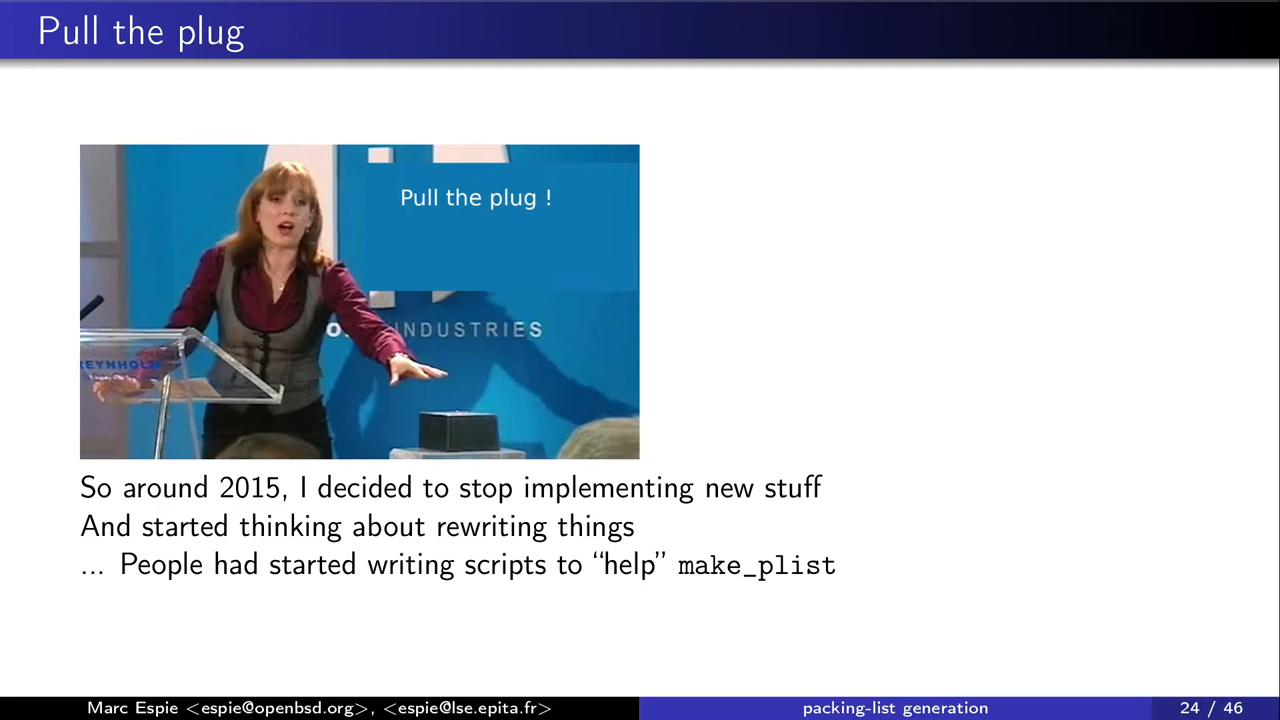 Pull the plug
Pull the plug !
INDUSTRIES
So around 2015, I decided to stop implementing new stuff
And started thinking about rewriting things
... People had started writing scripts to “help” make_plist
Marc Espie <espie@openbsd.org>, <espie@lse.epita.fr>
packing-list generation
24 / 46